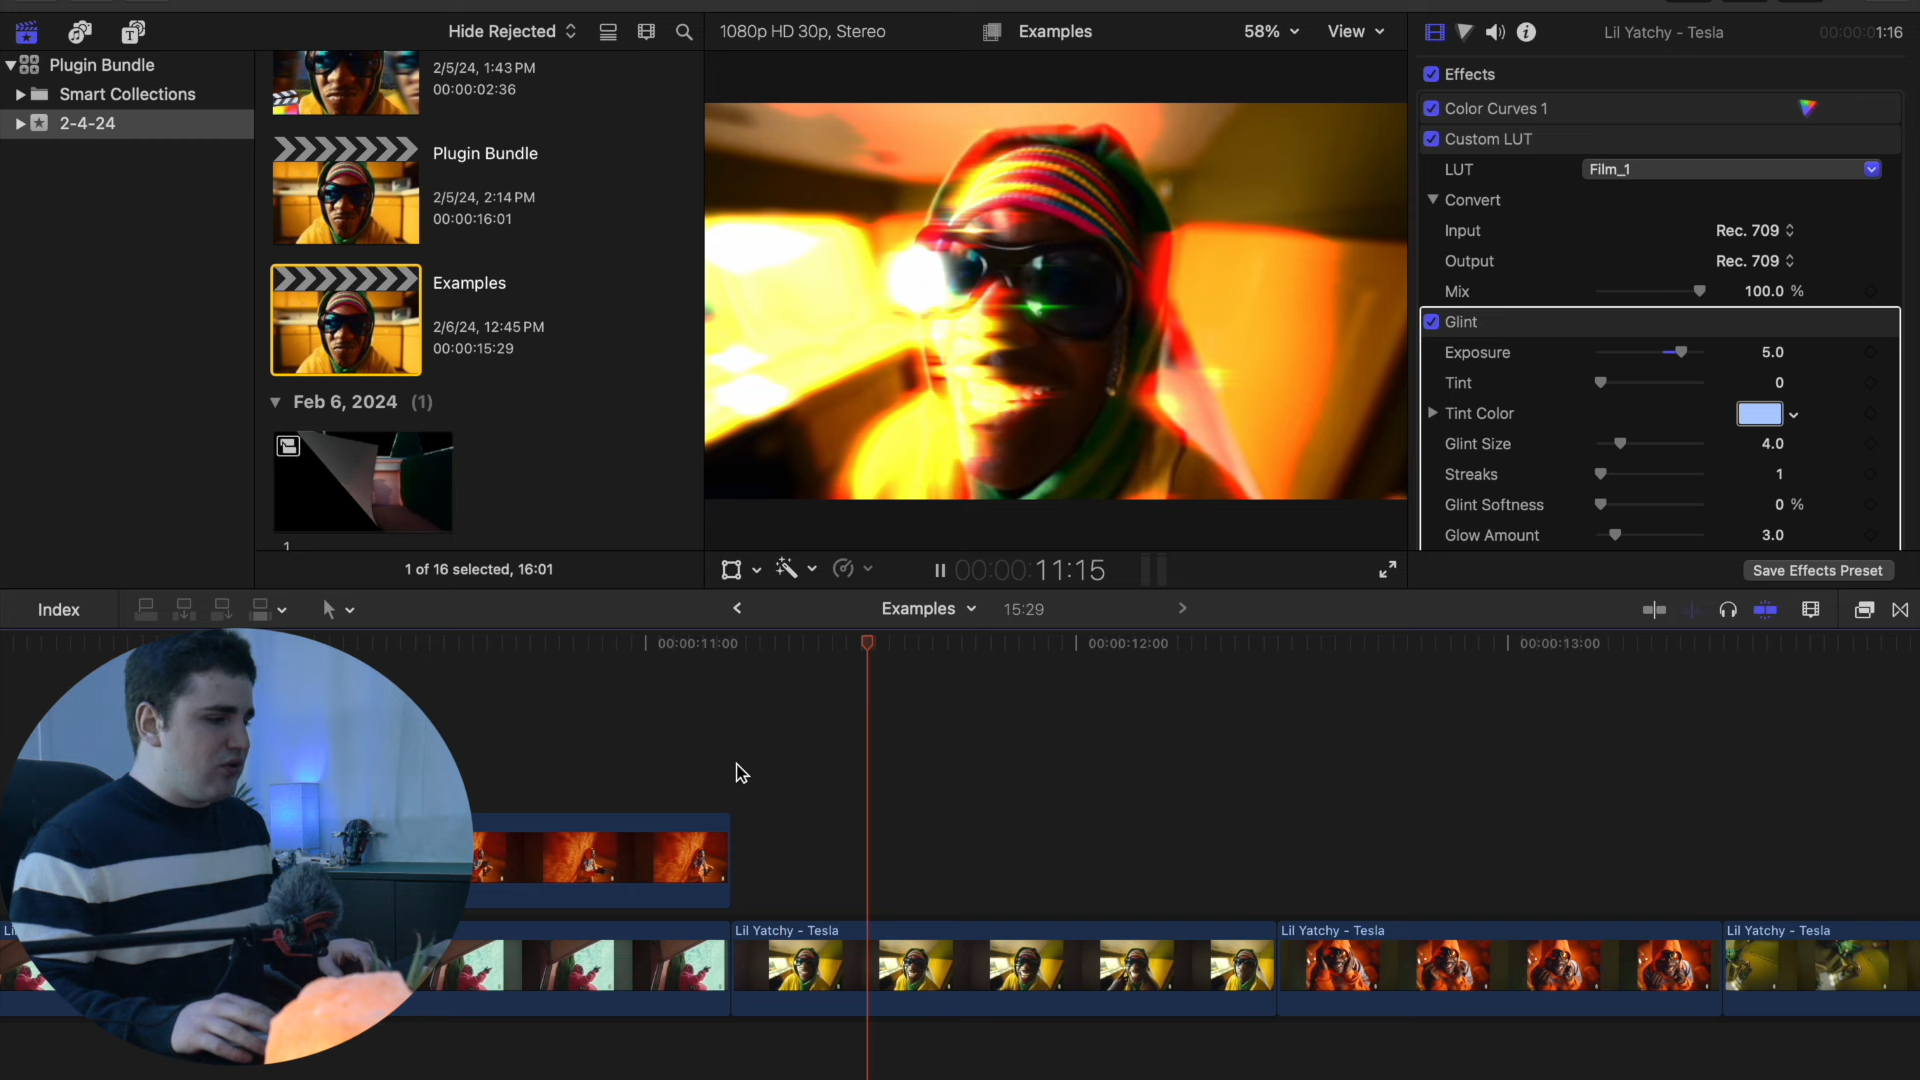 Hide Rejected
1080p HD 30p, Stereo
Examples
58%
View
Lil Yatchy - Tesla
00:00:01:16
Plugin Bundle
Smart Collections
2-4-24
2/5/24, 1:43 PM
00:00:02:36
Plugin Bundle
2/5/24, 2:14 PM
00:00:16:01
Examples
2/6/24, 12:45 PM
00:00:15:29
Feb 6, 2024 (1)
1
1 of 16 selected, 16:01
Effects
Color Curves 1
Custom LUT
LUT
Film_1
Convert
Input
Rec. 709
Output
Rec. 709
Mix
100.0 %
Glint
Exposure
5.0
Tint
0
Tint Color
Glint Size
4.0
Streaks
1
Glint Softness
0 %
Glow Amount
3.0
00:00:11:15
Save Effects Preset
Index
Examples
15:29
00:00:11:00
00:00:12:00
00:00:13:00
Lil Yatchy - Tesla
Lil Yatchy - Tesla
Lil Yatchy - Tesla